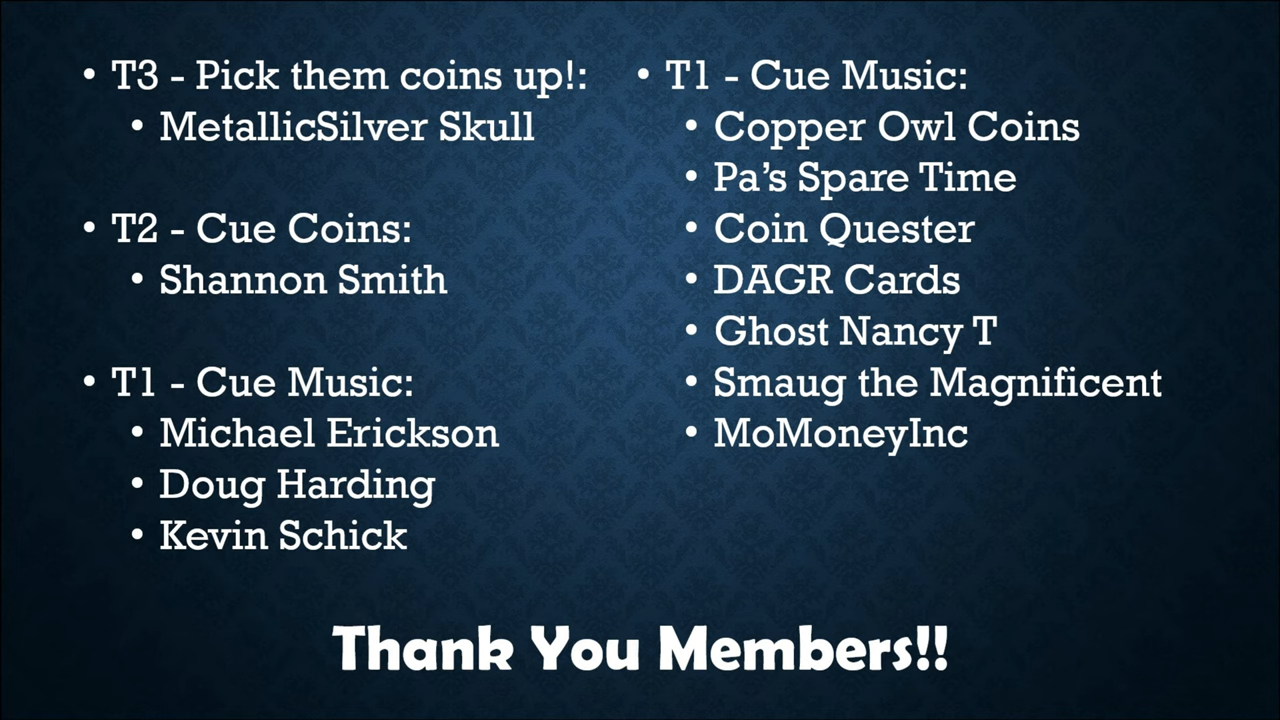 • T3 - Pick them coins up!:
• MetallicSilver Skull
• T2 - Cue Coins:
• Shannon Smith
• T1 - Cue Music:
• Michael Erickson
• Doug Harding
• Kevin Schick
• T1 - Cue Music:
• Copper Owl Coins
• Pa’s Spare Time
• Coin Quester
• DAGR Cards
• Ghost Nancy T
• Smaug the Magnificent
• MoMoneyInc
Thank You Members!!